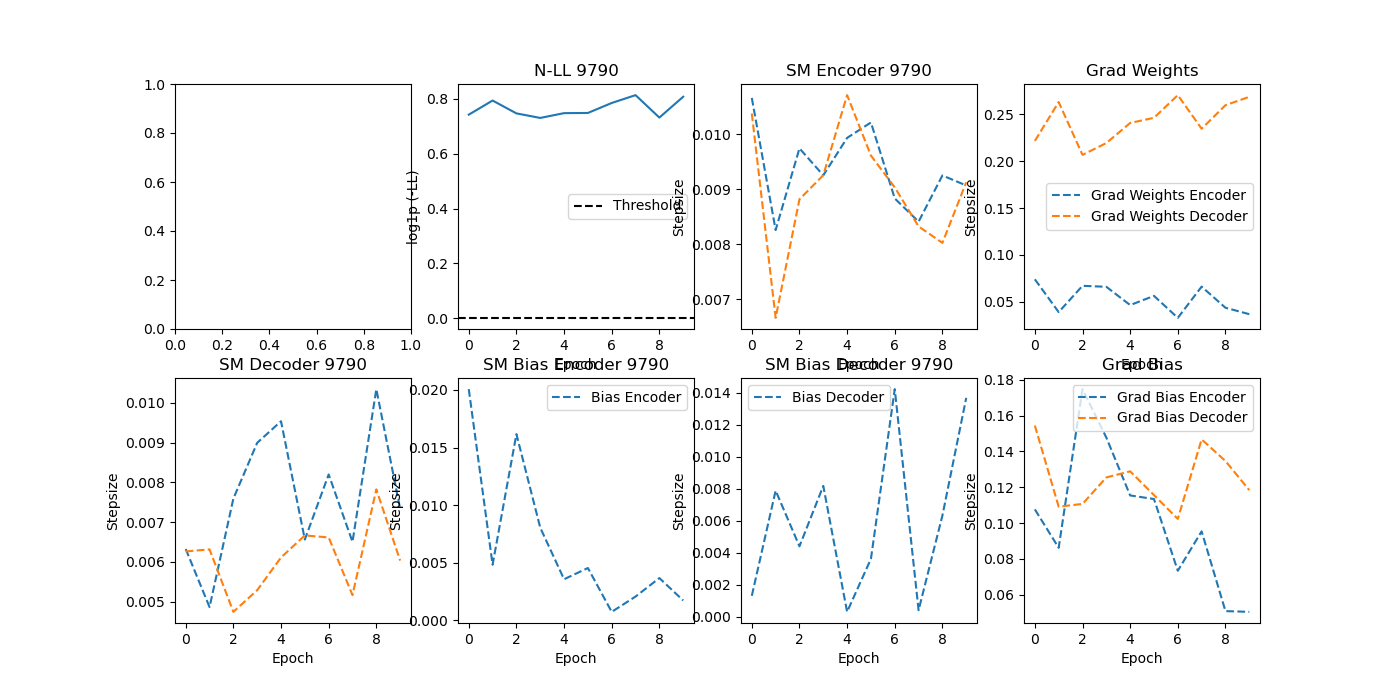 N-LL 9790
SM Encoder 9790
Grad Weights
1.0
0.8
0.6
0.4
0.2
0.0
0.0 0.2 0.4 0.6 0.8 1.0
log1p (-LL)
0.8
0.6
0.4
0.2
0.0
Threshold
0 2 4 6 8
Epoch
Stepsize
0.010
0.009
0.008
0.007
0 2 4 6 8
Epoch
Stepsize
0.25
0.20
0.15
0.10
0.05
Grad Weights Encoder
Grad Weights Decoder
0 2 4 6 8
Epoch
SM Decoder 9790
SM Bias Encoder 9790
SM Bias Decoder 9790
Grad Bias
Stepsize
0.010
0.009
0.008
0.007
0.006
0.005
0 2 4 6 8
Epoch
Stepsize
0.020
0.015
0.010
0.005
0.000
Bias Encoder
0 2 4 6 8
Epoch
Stepsize
0.014
0.012
0.010
0.008
0.006
0.004
0.002
0.000
Bias Decoder
0 2 4 6 8
Epoch
Stepsize
0.18
0.16
0.14
0.12
0.10
0.08
0.06
Grad Bias Encoder
Grad Bias Decoder
0 2 4 6 8
Epoch